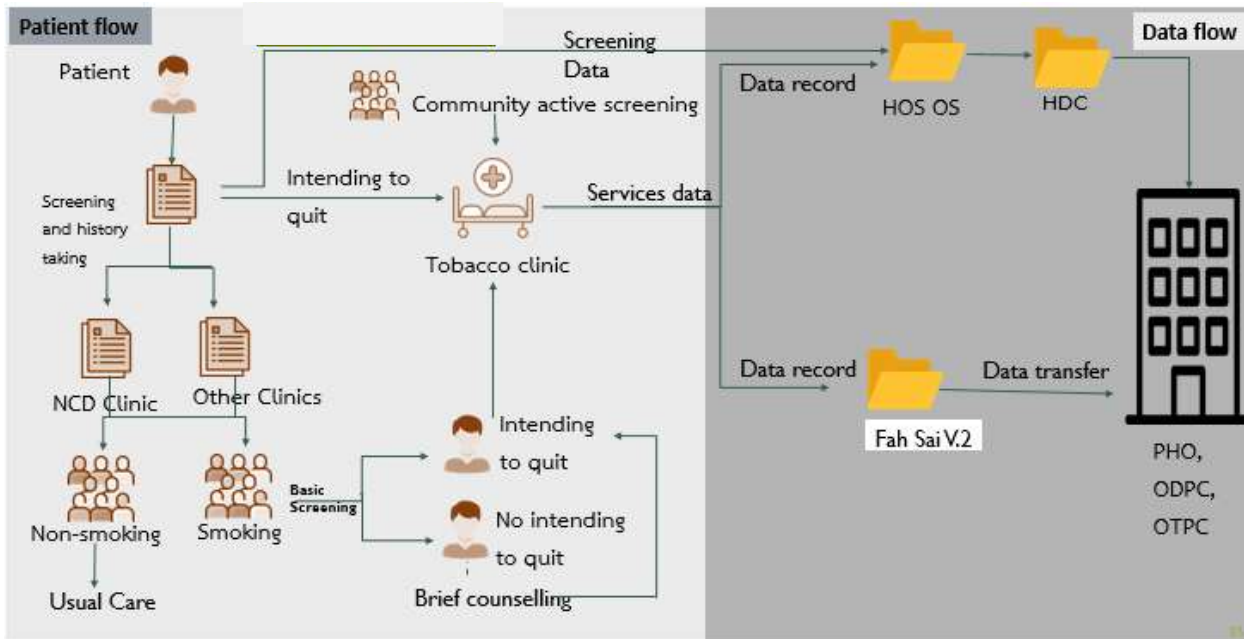 Patient flow
Data flow
Patient
Screening
Data
Community active screening
Data record
HOS OS
HDC
Screening
and history
taking
Intending to
quit
Services data
Tobacco clinic
NCD Clinic
Other Clinics
Data record
Data transfer
Fah Sai V.2
Intending
to quit
Basic
Screening
No intending
to quit
Non-smoking
Smoking
PHO,
ODPC,
OTPC
Usual Care
Brief counselling